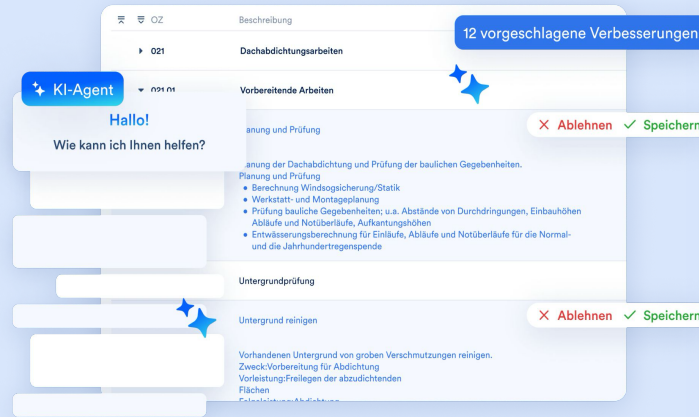 OZ Beschreibung
12 vorgeschlagene Verbesserungen
021 Dachabdichtungsarbeiten
KI-Agent
021.01 Vorbereitende Arbeiten
Hallo!
Wie kann ich Ihnen helfen?
Planung und Prüfung
Ablehnen Speichern
Planung der Dachabdichtung und Prüfung der baulichen Gegebenheiten.
Planung und Prüfung
• Berechnung Windsogsicherung/Statik
• Werkstatt- und Montageplanung
• Prüfung bauliche Gegebenheiten; u.a. Abstände von Durchdringungen, Einbauhöhen
Abläufe und Notüberläufe, Aufkantungshöhen
• Entwässerungsberechnung für Einläufe, Abläufe und Notüberläufe für die Normal-
und die Jahrhundertregenspende
Untergrundprüfung
Untergrund reinigen
Ablehnen Speichern
Vorhandenen Untergrund von groben Verschmutzungen reinigen.
Zweck:Vorbereitung für Abdichtung
Vorleistung:Freilegen der abzudichtenden
Flächen
Folgeleistung:Abdichtung